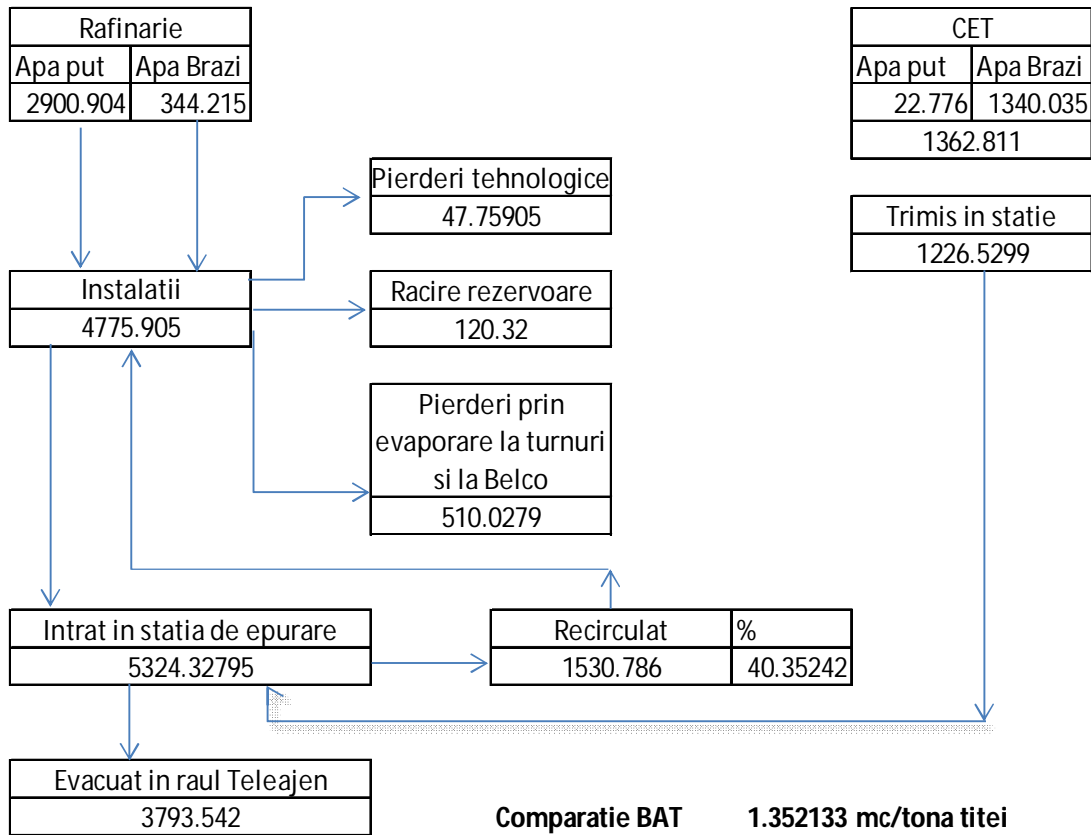 Rafinarie
Apa put Apa Brazi
2900.904 344.215
CET
Apa put Apa Brazi
22.776 1340.035
1362.811
Pierderi tehnologice
47.75905
Trimis in statie
1226.5299
Instalatii
4775.905
Racire rezervoare
120.32
Pierderi prin
evaporare la turnuri
si la Belco
510.0279
Intrat in statia de epurare
5324.32795
Recirculat %
1530.786 40.35242
Evacuat in raul Teleajen
3793.542
Comparatie BAT 1.352133 mc/tona titei